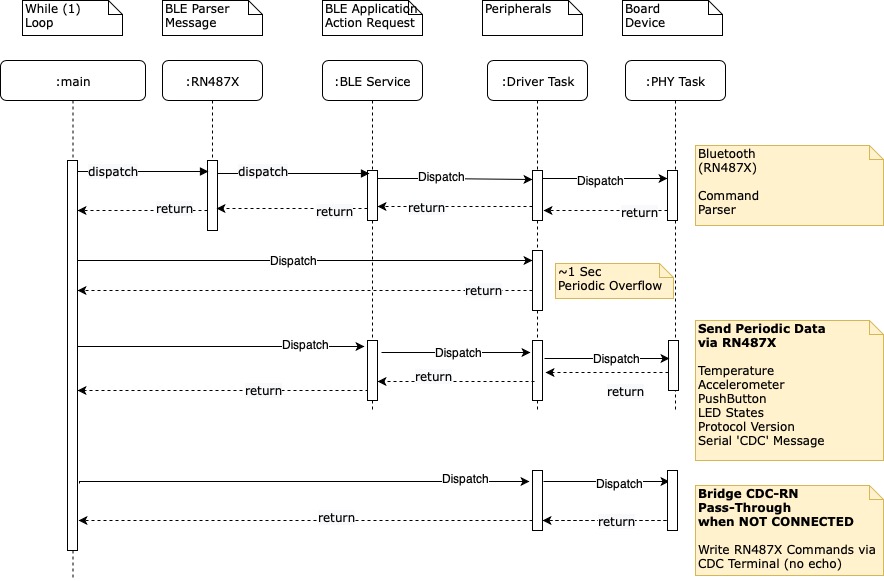 While (1)
Loop
BLE Parser
Message
BLE Application
Action Request
Peripherals
Board
Device
:main
:RN487X
:BLE Service
:Driver Task
:PHY Task
dispatch
dispatch
Dispatch
Dispatch
return
return
return
return
Bluetooth
(RN487X)
Command
Parser
Dispatch
return
~1 Sec
Periodic Overflow
Dispatch
Dispatch
Dispatch
return
return
return
Send Periodic Data
via RN487X
Temperature
Accelerometer
PushButton
LED States
Protocol Version
Serial 'CDC' Message
Dispatch
Dispatch
return
return
Bridge CDC-RN
Pass-Through
when NOT CONNECTED
Write RN487X Commands via
CDC Terminal (no echo)